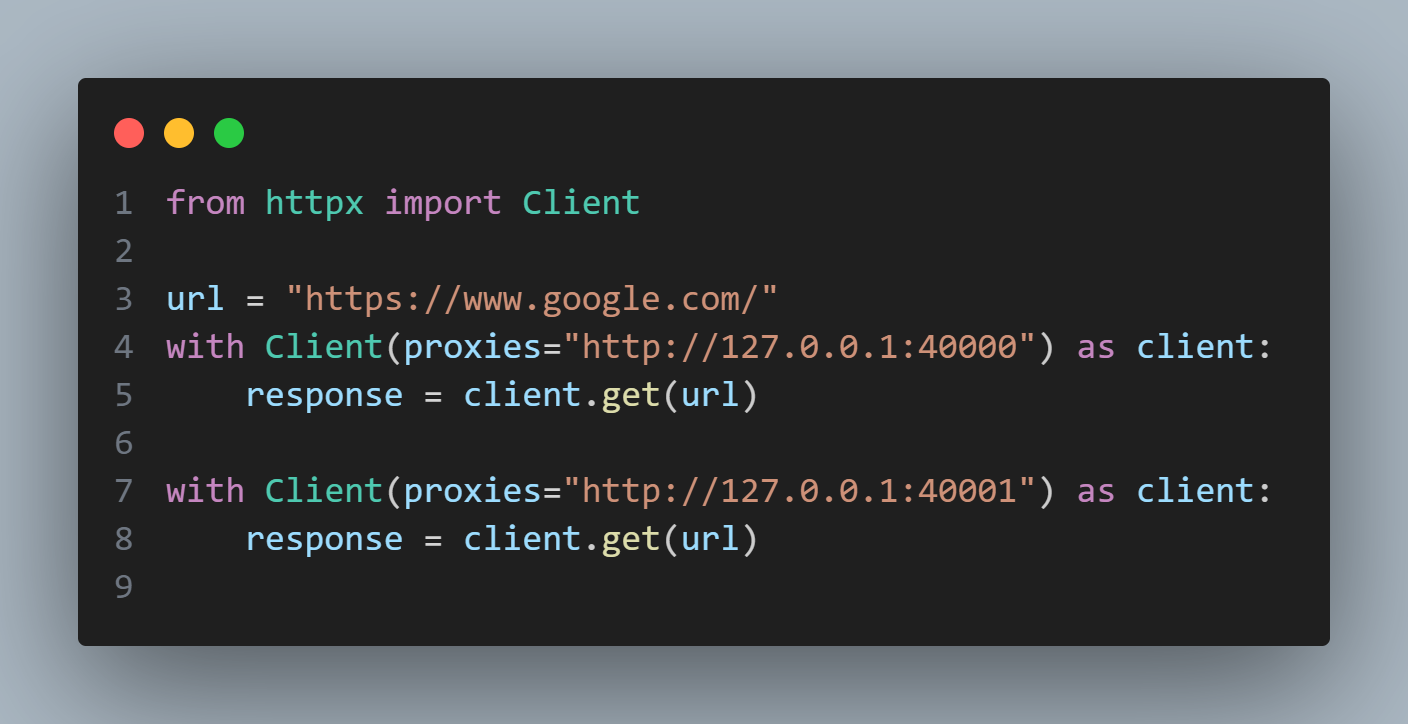 1 from httpx import Client
2
3 url = "https://www.google.com/"
4 with Client(proxies="http://127.0.0.1:40000") as client:
5     response = client.get(url)
6
7 with Client(proxies="http://127.0.0.1:40001") as client:
8     response = client.get(url)
9